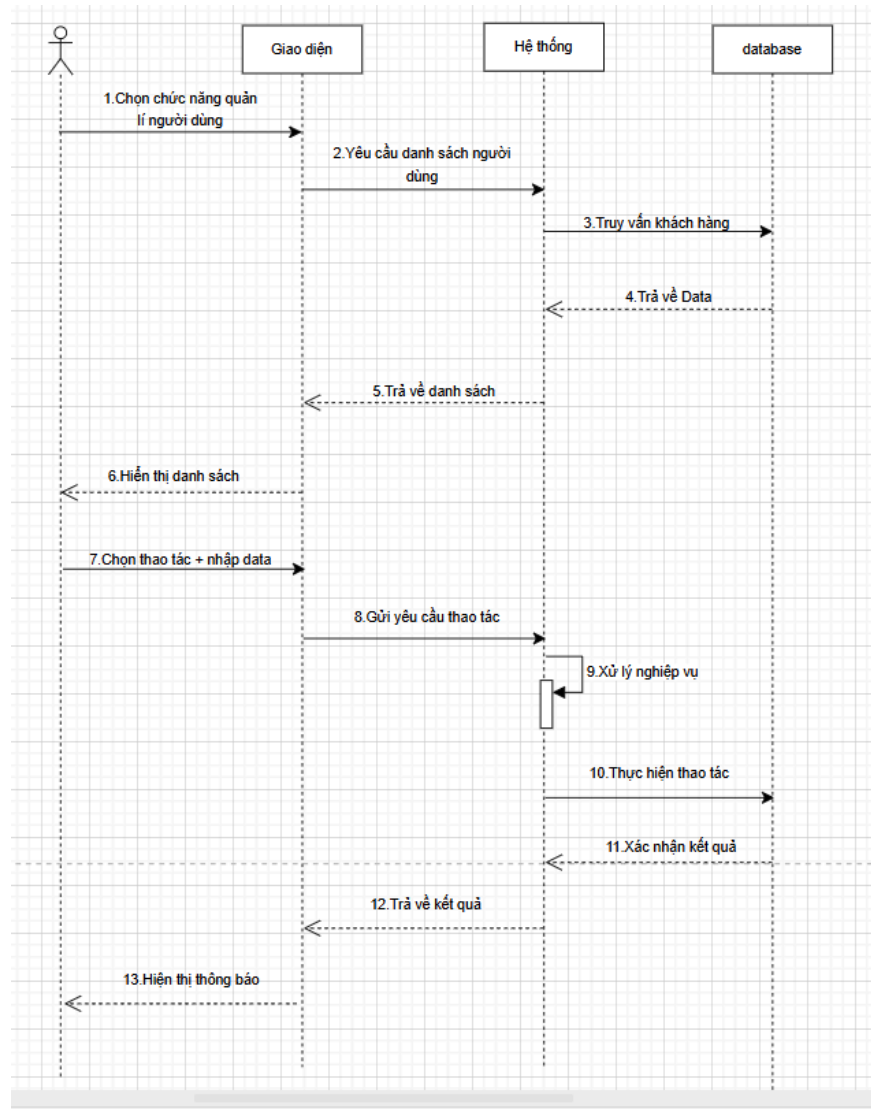 Giao diện
Hệ thống
database
1.Chọn chức năng quản
lí người dùng
2.Yêu cầu danh sách người
dùng
3.Truy vấn khách hàng
4.Trả về Data
5.Trả về danh sách
6.Hiển thị danh sách
7.Chọn thao tác + nhập data
8.Gửi yêu cầu thao tác
9.Xử lý nghiệp vụ
10.Thực hiện thao tác
11.Xác nhận kết quả
12.Trả về kết quả
13.Hiện thị thông báo